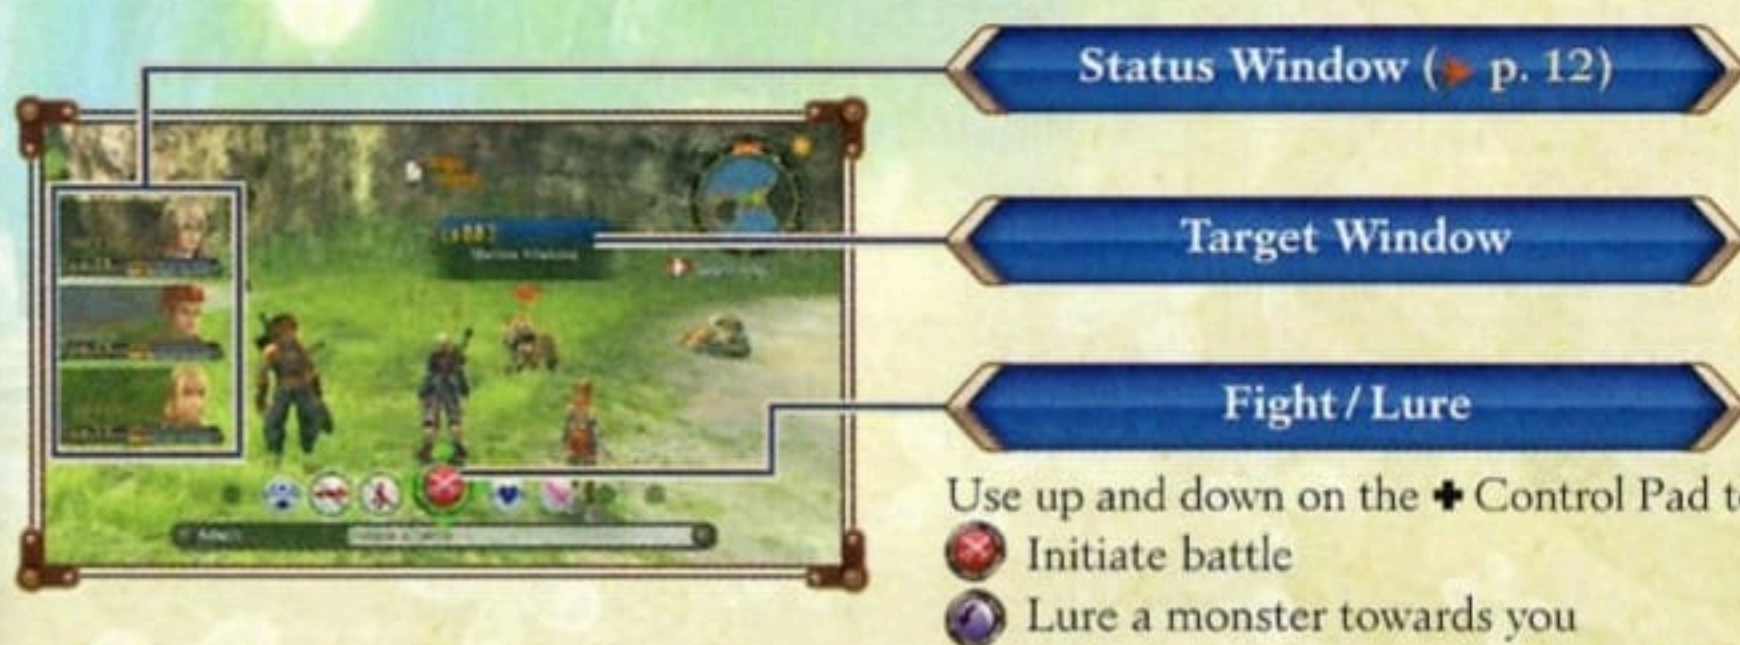 Status Window ( p. 12)
Target Window
Fight / Lure
Use up and down on the Control Pad to
Initiate battle
Lure a monster towards you